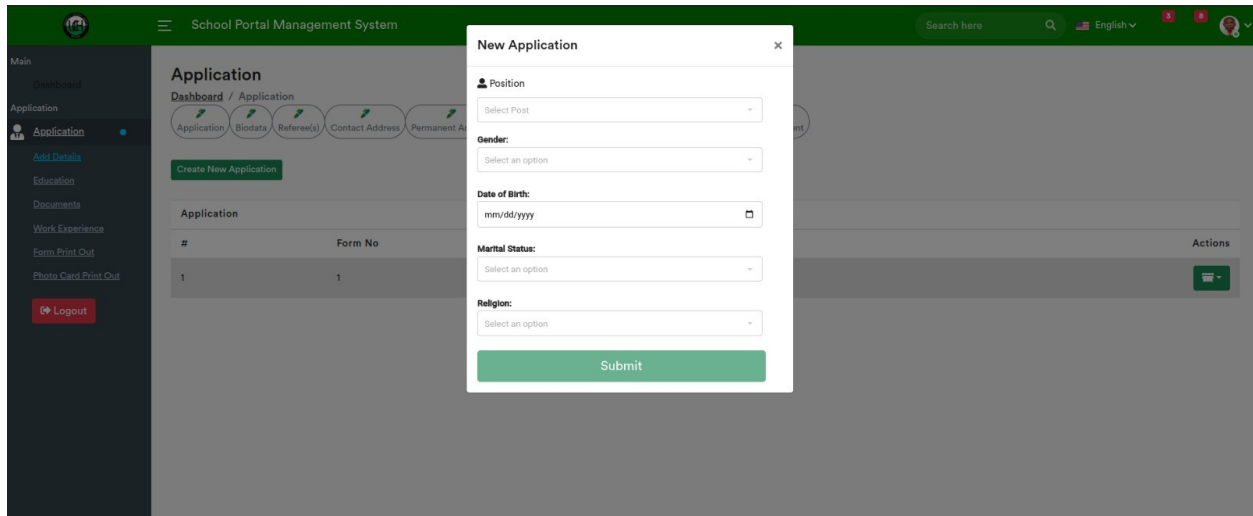 School Portal Management System
Search here
English
3
8
Main
Dashboard
Application
Application
Add Details
Education
Documents
Work Experience
Form Print Out
Photo Card Print Out
Logout
Application
Dashboard / Application
Application
Biodata
Referee(s)
Contact Address
Create New Application
Application
# Form No Actions
1 1
New Application ×
Position
Select Post
Gender:
Select an option
Date of Birth:
mm/dd/yyyy
Marital Status:
Select an option
Religion:
Select an option
Submit